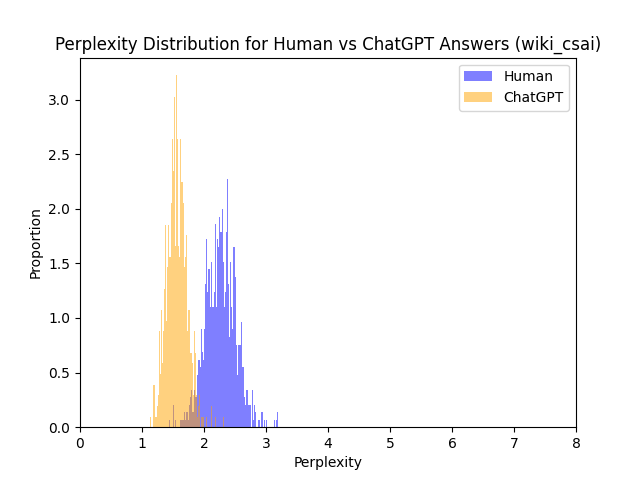 Perplexity Distribution for Human vs ChatGPT Answers (wiki_csai)
Human
ChatGPT
Proportion
3.0
2.5
2.0
1.5
1.0
0.5
0.0
0 1 2 3 4 5 6 7 8
Perplexity